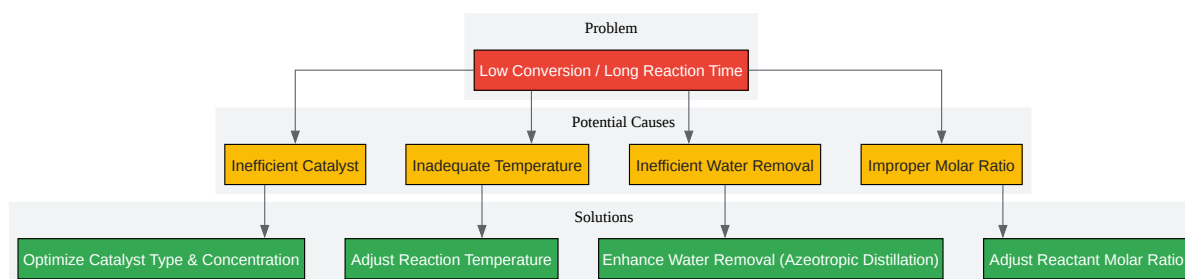 Problem
Low Conversion / Long Reaction Time
Potential Causes
Inefficient Catalyst
Inadequate Temperature
Inefficient Water Removal
Improper Molar Ratio
Solutions
Optimize Catalyst Type & Concentration
Adjust Reaction Temperature
Enhance Water Removal (Azeotropic Distillation)
Adjust Reactant Molar Ratio